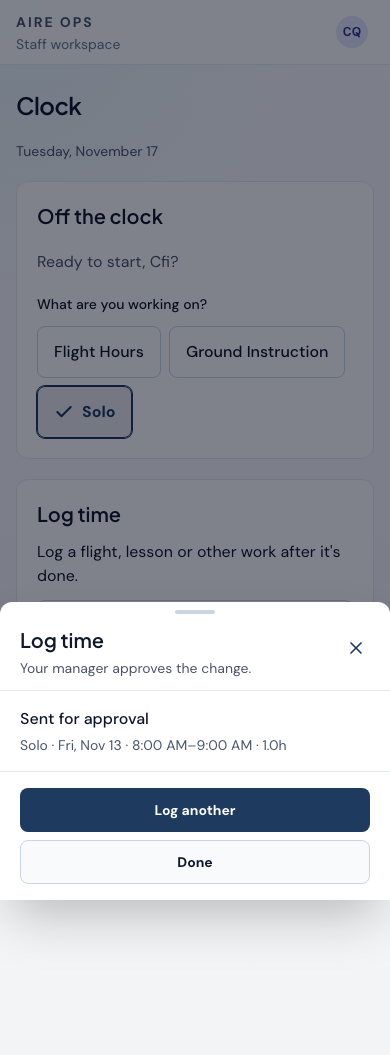 AIRE OPS
Staff workspace
CQ
Clock
Tuesday, November 17
Off the clock
Ready to start, Cfi?
What are you working on?
Flight Hours
Ground Instruction
Solo
Log time
Log a flight, lesson or other work after it's
done.
Log time
Your manager approves the change.
Sent for approval
Solo · Fri, Nov 13 · 8:00 AM–9:00 AM · 1.0h
Log another
Done